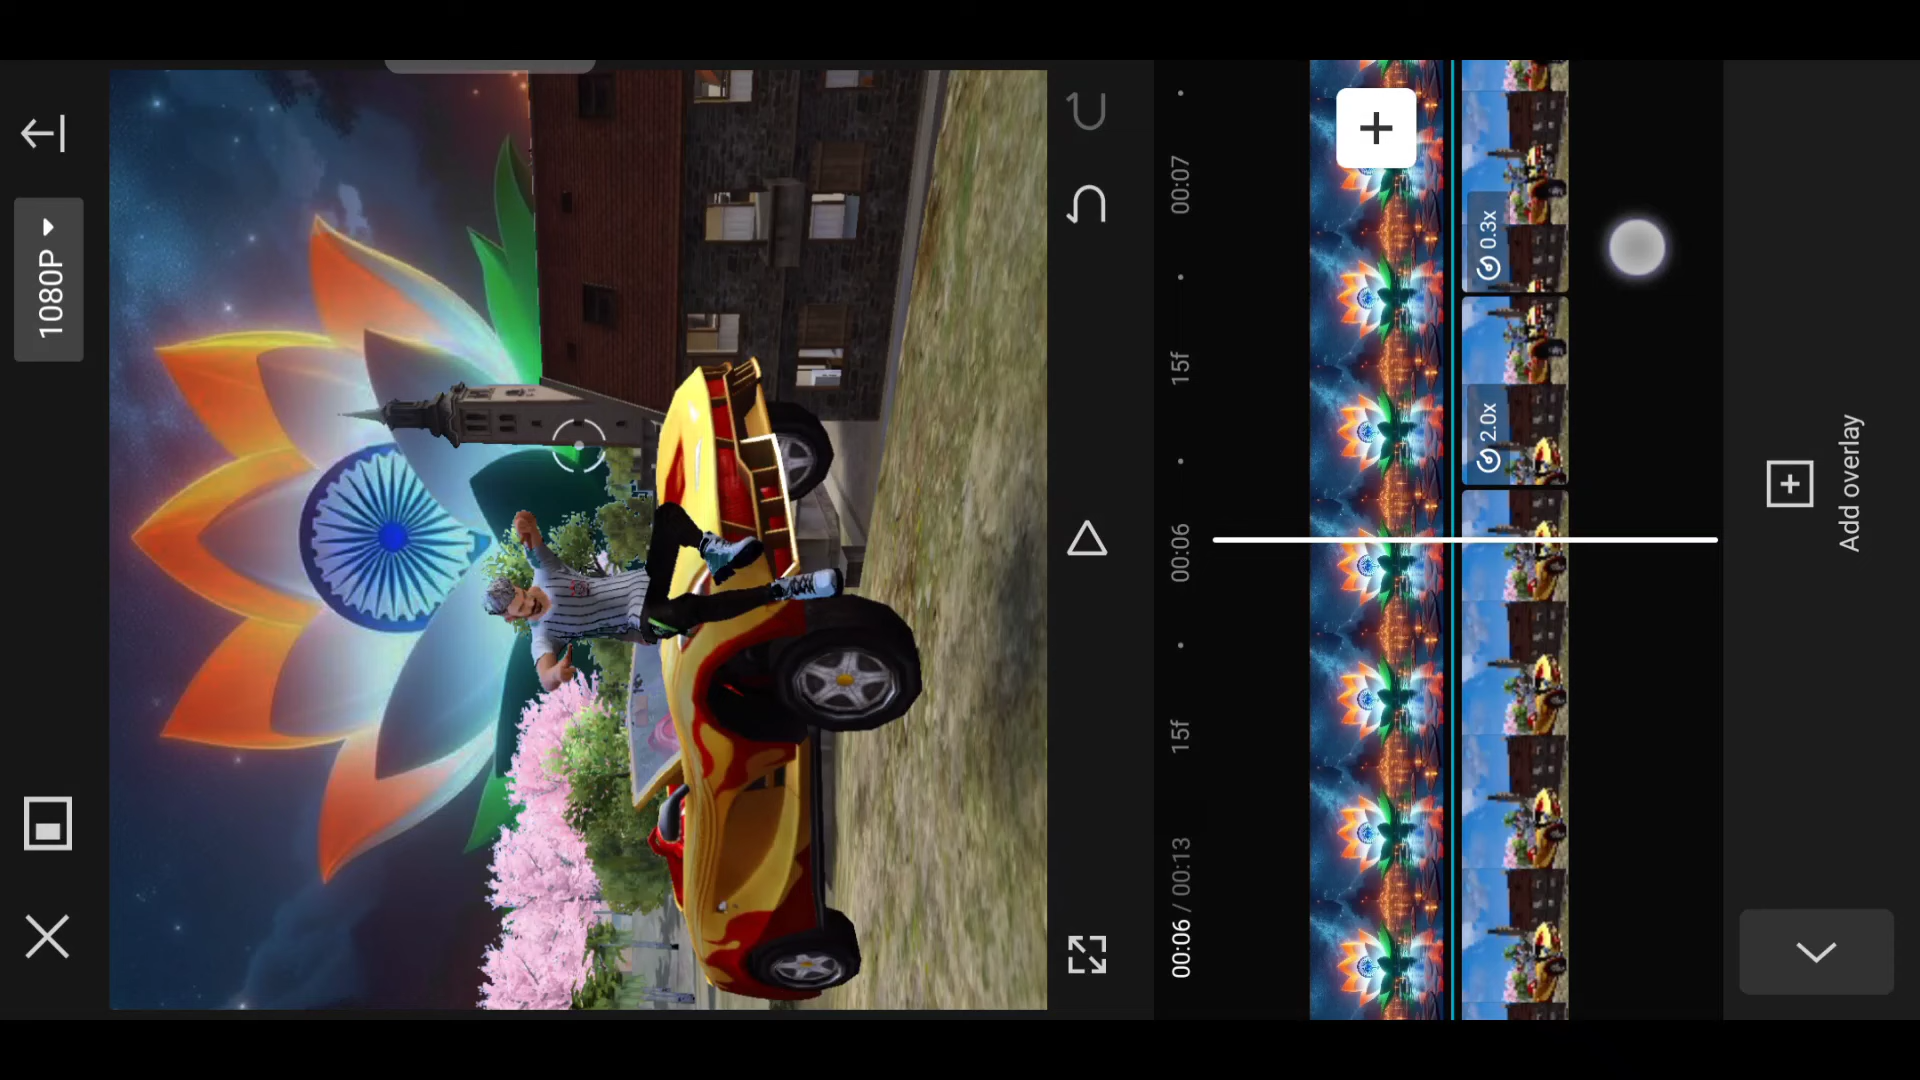 1080P
00:06 / 00:13
00:06
15f
00:07
15f
2.0x
0.3x
Add overlay